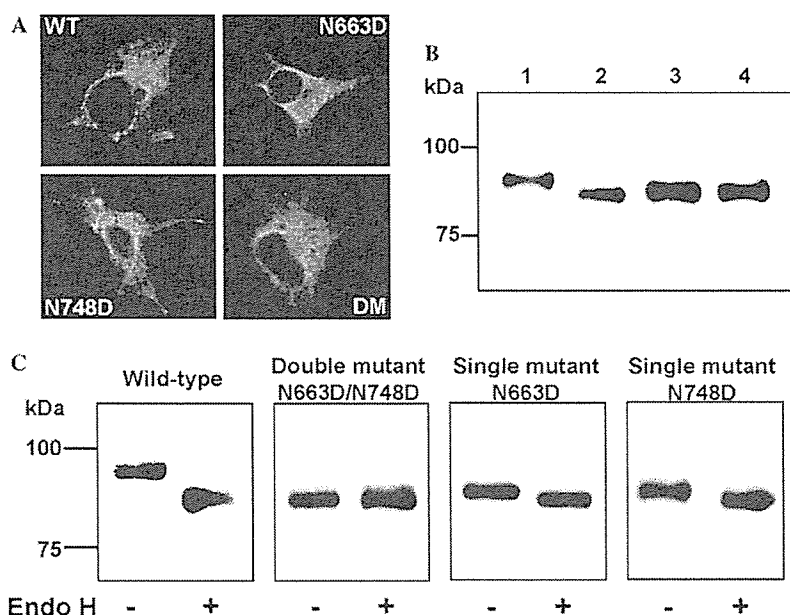 A
WT
N663D
N748D
DM
B
kDa
1 2 3 4
100
75
C
Wild-type
Double mutant
N663D/N748D
Single mutant
N663D
Single mutant
N748D
kDa
100
75
Endo H - + - + - + - +